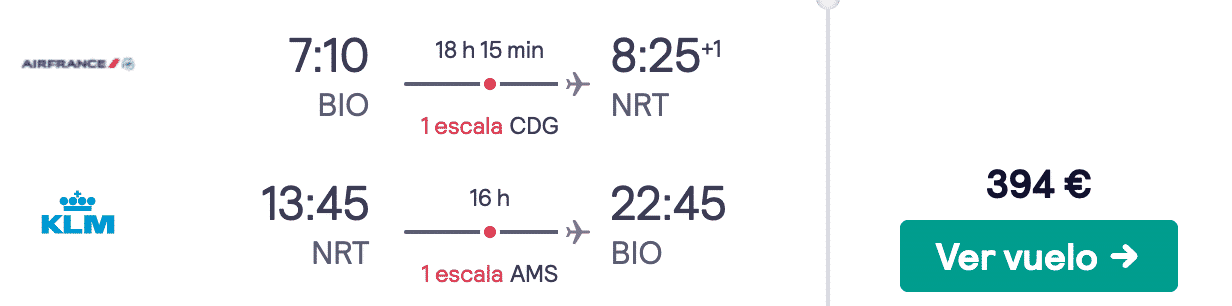 AIRFRANCE
7:10 18 h 15 min 8:25+1
BIO NRT
1 escala CDG
KLM
13:45 16 h 22:45
NRT BIO
1 escala AMS
394 €
Ver vuelo →